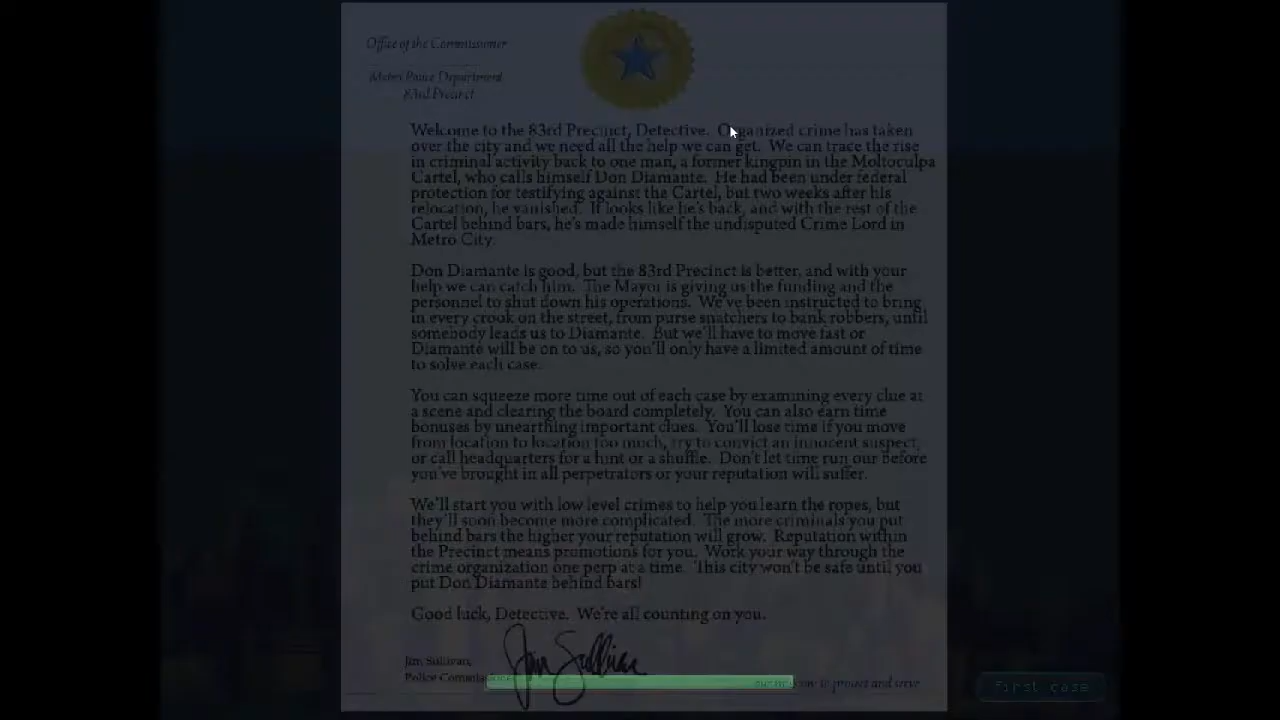 Office of the Commissioner
Metro Police Department
83rd Precinct
Welcome to the 83rd Precinct, Detective. Organized crime has taken
over the city and we need all the help we can get. We can trace the rise
in criminal activity back to one man, a former kingpin in the Moltoculpa
Cartel, who calls himself Don Diamante. He had been under federal
protection for testifying against the Cartel, but two weeks after his
relocation, he vanished. If looks like he's back, and with the rest of the
Cartel behind bars, he's made himself the undisputed Crime Lord in
Metro City.
Don Diamante is good, but the 83rd Precinct is better, and with your
help we can catch him. The Mayor is giving us the funding and the
personnel to shut down his operations. We've been instructed to bring
in every crook on the street, from purse snatchers to bank robbers, until
somebody leads us to Diamante. But we'll have to move fast or
Diamante will be on to us, so you'll only have a limited amount of time
to solve each case.
You can squeeze more time out of each case by examining every clue at
a scene and clearing the board completely. You can also earn time
bonuses by unearthing important clues. You'll lose time if you move
from location to location too much, try to convict an innocent suspect,
or call headquarters for a hint or a shuffle. Don't let time run our before
you've brought in all perpetrators or your reputation will suffer.
We'll start you with low level crimes to help you learn the ropes, but
they'll soon become more complicated. The more criminals you put
behind bars the higher your reputation will grow. Reputation within
the Precinct means promotions for you. Work your way through the
crime organization one perp at a time. This city won't be safe until you
put Don Diamante behind bars!
Good luck, Detective. We're all counting on you.
Jim Sullivan
Jim Sullivan,
Police Commissioner
to protect and serve
First case